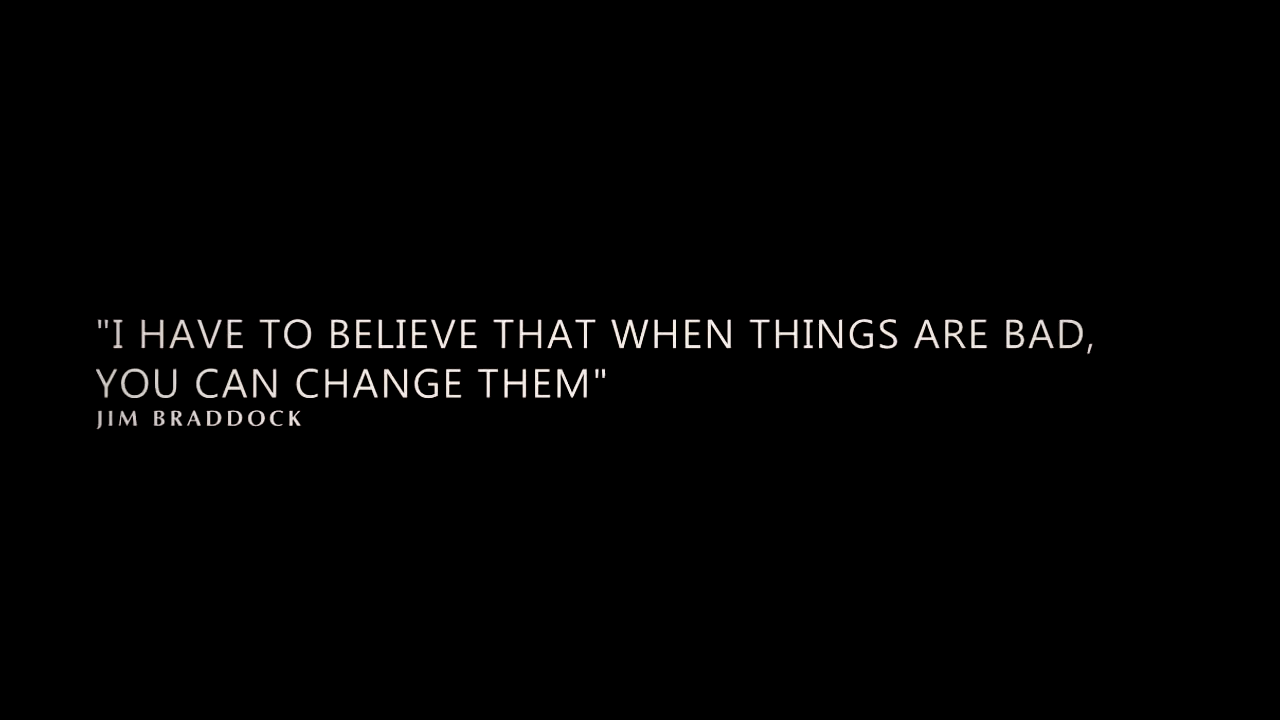 "I HAVE TO BELIEVE THAT WHEN THINGS ARE BAD,
YOU CAN CHANGE THEM"
JIM BRADDOCK